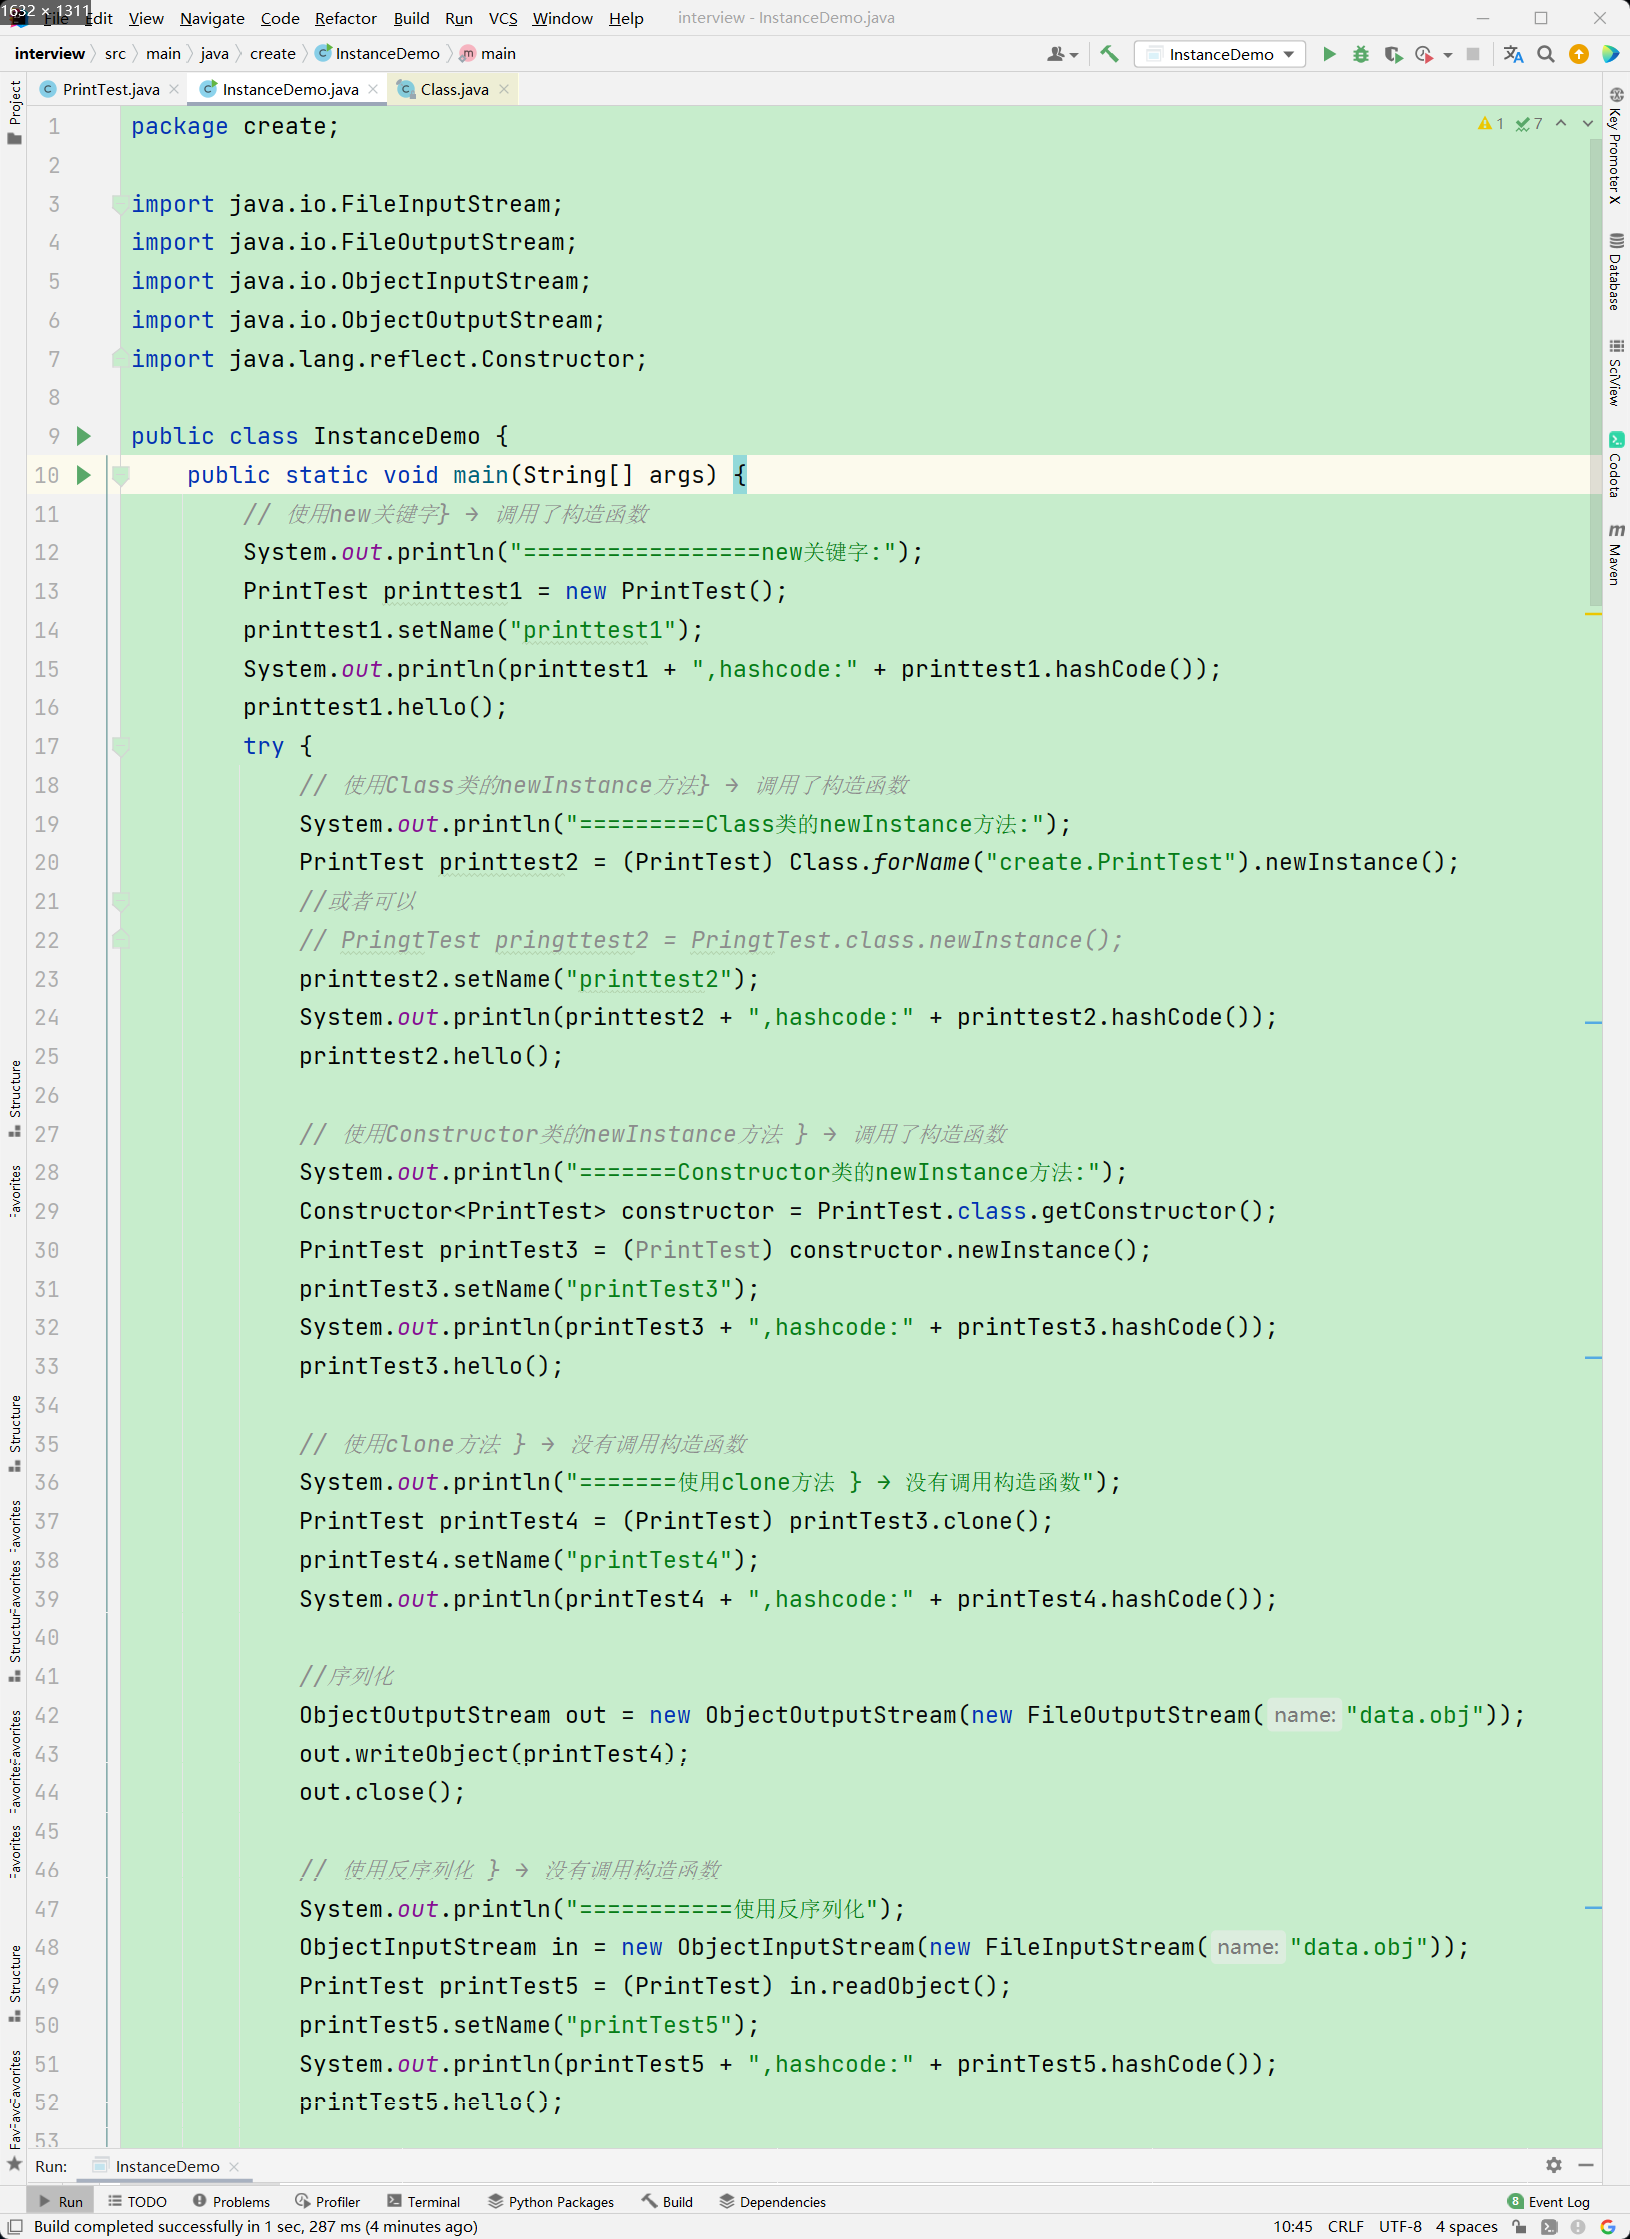 1632 × 1311
File Edit View Navigate Code Refactor Build Run VCS Window Help interview - InstanceDemo.java
interview src main java create InstanceDemo main InstanceDemo
PrintTest.java InstanceDemo.java Class.java
1 package create;
1 7
2
3 import java.io.FileInputStream;
4 import java.io.FileOutputStream;
5 import java.io.ObjectInputStream;
6 import java.io.ObjectOutputStream;
7 import java.lang.reflect.Constructor;
8
9 public class InstanceDemo {
10 public static void main(String[] args) {
11 // 使用new关键字} → 调用了构造函数
12 System.out.println("=================new关键字:");
13 PrintTest printtest1 = new PrintTest();
14 printtest1.setName("printtest1");
15 System.out.println(printtest1 + ",hashcode:" + printtest1.hashCode());
16 printtest1.hello();
17 try {
18 // 使用Class类的newInstance方法} → 调用了构造函数
19 System.out.println("=========Class类的newInstance方法:");
20 PrintTest printtest2 = (PrintTest) Class.forName("create.PrintTest").newInstance();
21 //或者可以
22 // PringtTest pringttest2 = PringtTest.class.newInstance();
23 printtest2.setName("printtest2");
24 System.out.println(printtest2 + ",hashcode:" + printtest2.hashCode());
25 printtest2.hello();
26
27 // 使用Constructor类的newInstance方法 } → 调用了构造函数
28 System.out.println("=======Constructor类的newInstance方法:");
29 Constructor<PrintTest> constructor = PrintTest.class.getConstructor();
30 PrintTest printTest3 = (PrintTest) constructor.newInstance();
31 printTest3.setName("printTest3");
32 System.out.println(printTest3 + ",hashcode:" + printTest3.hashCode());
33 printTest3.hello();
34
35 // 使用clone方法 } → 没有调用构造函数
36 System.out.println("=======使用clone方法 } → 没有调用构造函数");
37 PrintTest printTest4 = (PrintTest) printTest3.clone();
38 printTest4.setName("printTest4");
39 System.out.println(printTest4 + ",hashcode:" + printTest4.hashCode());
40
41 //序列化
42 ObjectOutputStream out = new ObjectOutputStream(new FileOutputStream( name: "data.obj"));
43 out.writeObject(printTest4);
44 out.close();
45
46 // 使用反序列化 } → 没有调用构造函数
47 System.out.println("===========使用反序列化");
48 ObjectInputStream in = new ObjectInputStream(new FileInputStream( name: "data.obj"));
49 PrintTest printTest5 = (PrintTest) in.readObject();
50 printTest5.setName("printTest5");
51 System.out.println(printTest5 + ",hashcode:" + printTest5.hashCode());
52 printTest5.hello();
53
Project
Structure
Favorites
Structure
Favorites
Favorites
Favorites
Favorites
Favorites
Structure
Favorites
Key Promoter X
Database
SciView
Codota
Maven
Run: InstanceDemo
Run TODO Problems Profiler Terminal Python Packages Build Dependencies 8 Event Log
Build completed successfully in 1 sec, 287 ms (4 minutes ago) 10:45 CRLF UTF-8 4 spaces